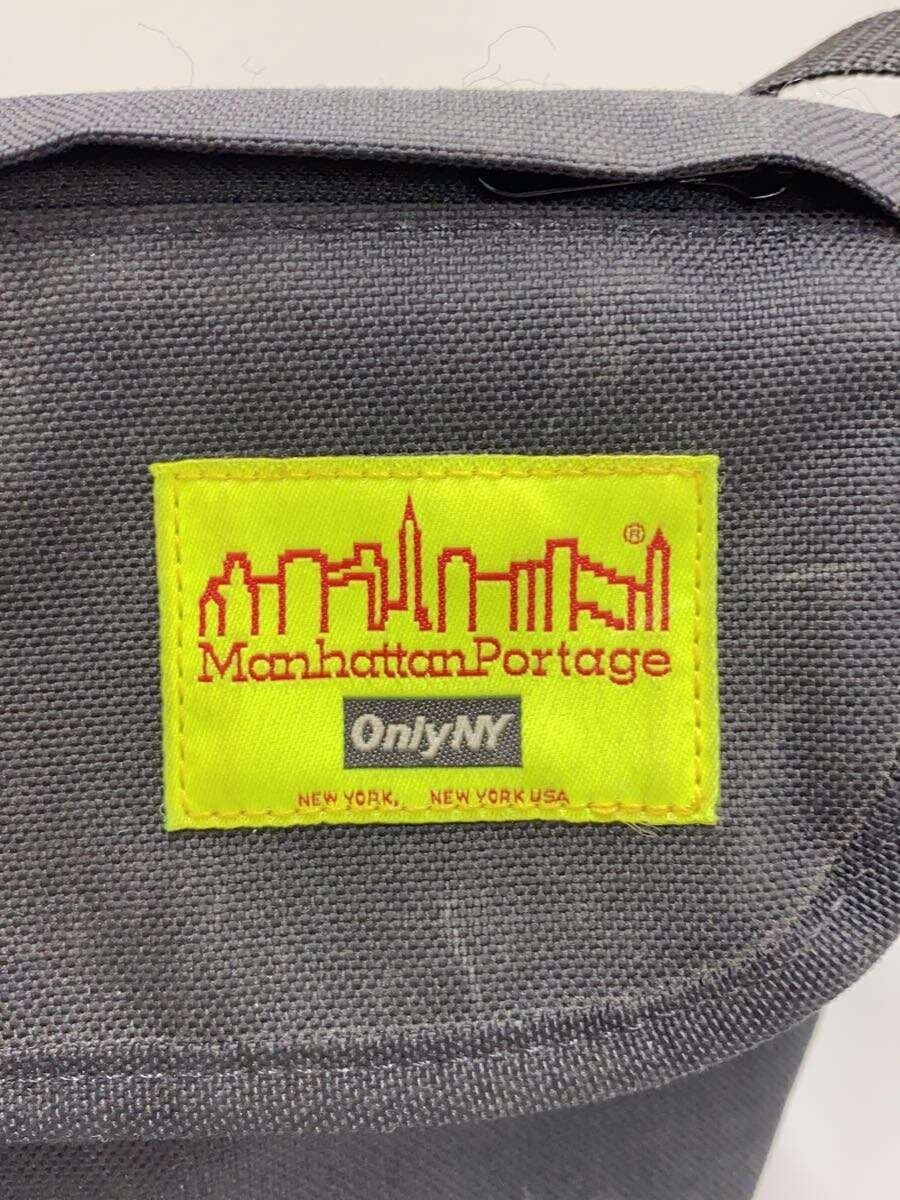 ®
ManhattanPortage
OnlyNY
NEW YORK, NEW YORK USA